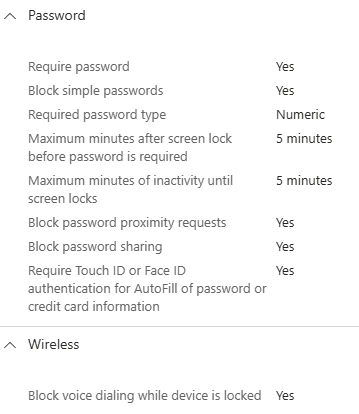 Password
Require password Yes
Block simple passwords Yes
Required password type Numeric
Maximum minutes after screen lock 5 minutes
before password is required
Maximum minutes of inactivity until 5 minutes
screen locks
Block password proximity requests Yes
Block password sharing Yes
Require Touch ID or Face ID Yes
authentication for AutoFill of password or
credit card information
Wireless
Block voice dialing while device is locked Yes